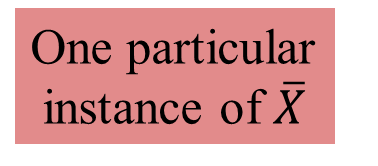 One particular
instance of X̅